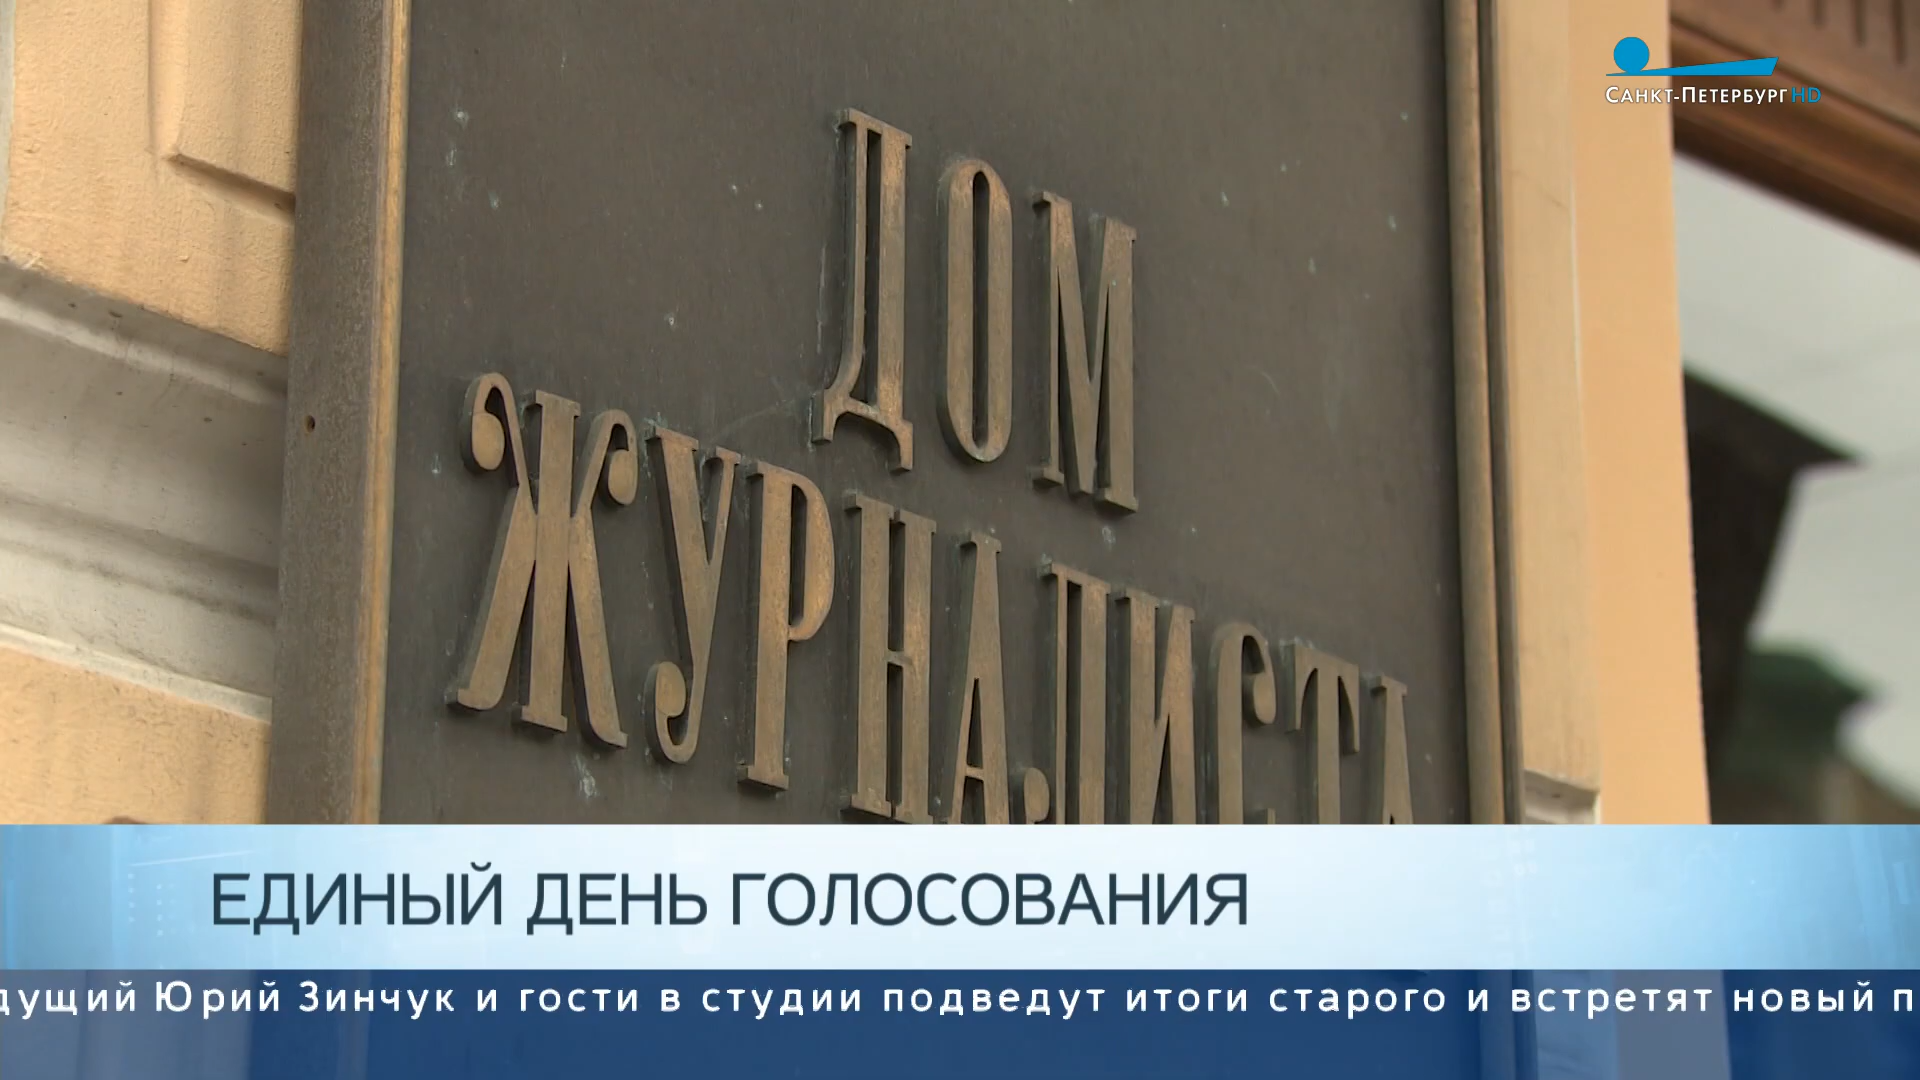 САНКТ-ПЕТЕРБУРГ HD
ДОМ
ЖУРНАЛИСТА
ЕДИНЫЙ ДЕНЬ ГОЛОСОВАНИЯ
дущий Юрий Зинчук и гости в студии подведут итоги старого и встретят новый п